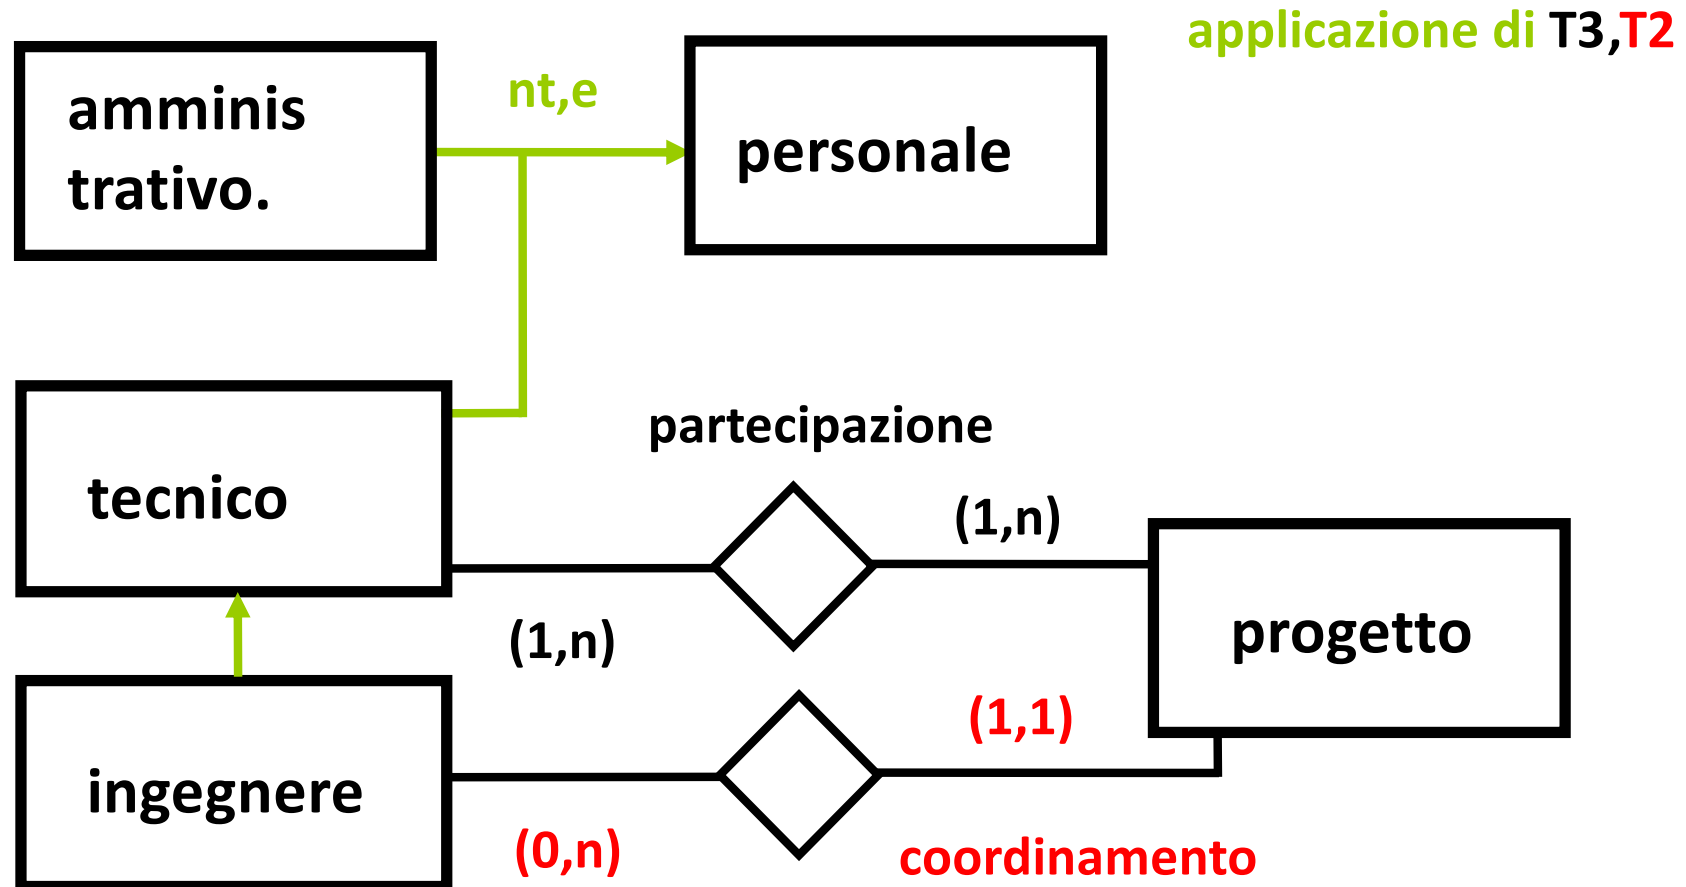 applicazione di T3,T2
amminis
trativo.
nt,e
personale
tecnico
partecipazione
(1,n)
(1,n)
progetto
ingegnere
(1,1)
(0,n)
coordinamento